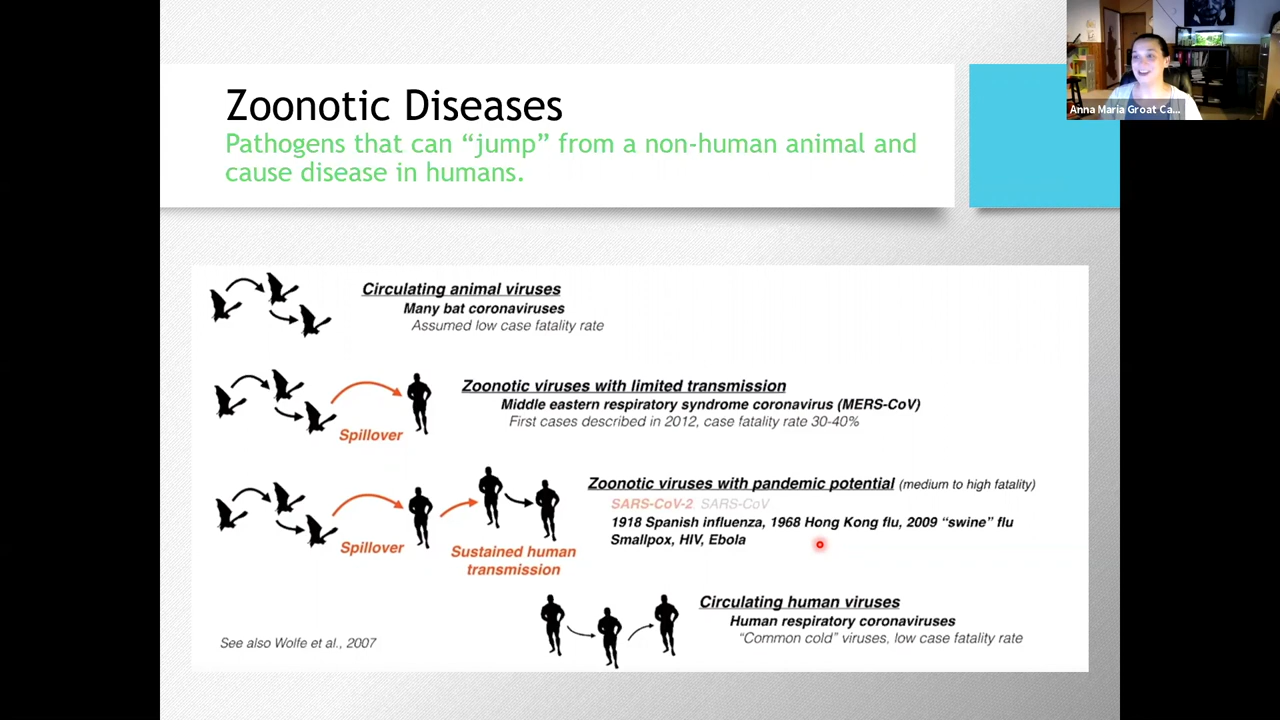 Zoonotic Diseases
Pathogens that can “jump” from a non-human animal and
cause disease in humans.
Anna Maria Groat Ca...
Circulating animal viruses
Many bat coronaviruses
Assumed low case fatality rate
Zoonotic viruses with limited transmission
Middle eastern respiratory syndrome coronavirus (MERS-CoV)
First cases described in 2012, case fatality rate 30-40%
Spillover
Zoonotic viruses with pandemic potential (medium to high fatality)
SARS-CoV-2 SARS-CoV
1918 Spanish influenza, 1968 Hong Kong flu, 2009 “swine” flu
Smallpox, HIV, Ebola
Spillover
Sustained human
transmission
Circulating human viruses
Human respiratory coronaviruses
“Common cold” viruses, low case fatality rate
See also Wolfe et al., 2007